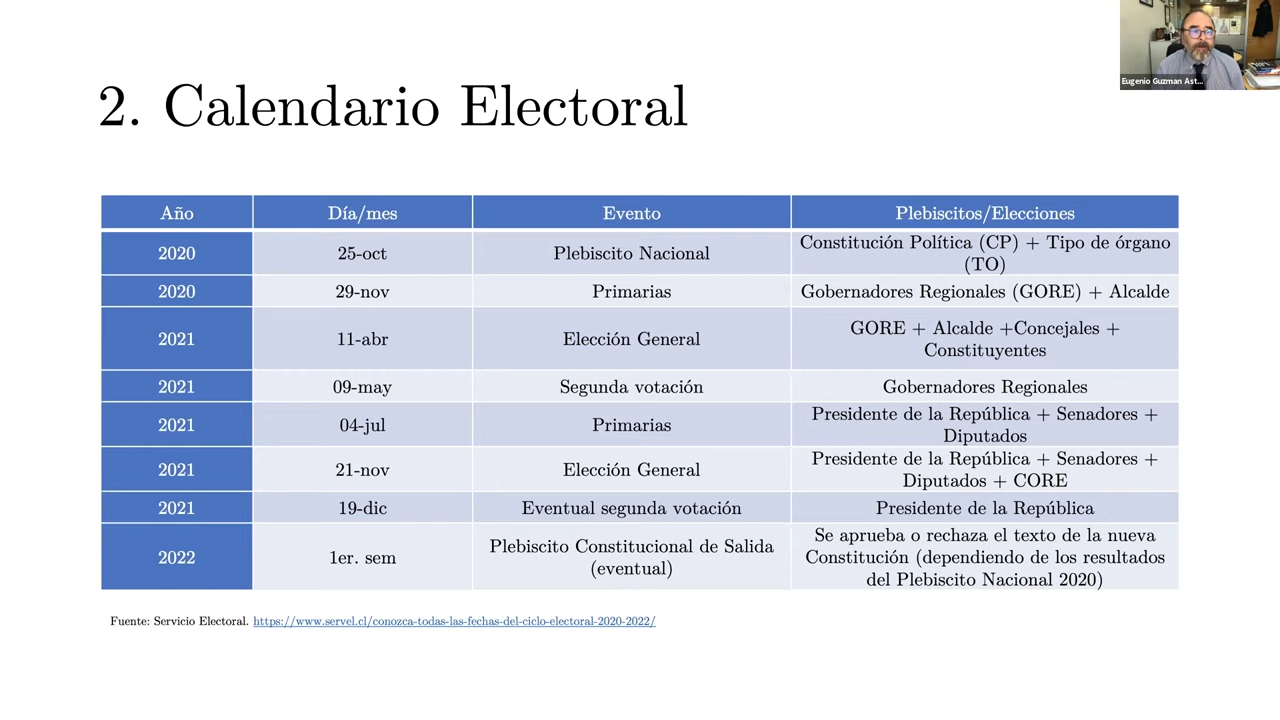 Eugenio Guzman Ast...
2. Calendario Electoral
Año Día/mes Evento Plebiscitos/Elecciones
2020 25-oct Plebiscito Nacional Constitución Política (CP) + Tipo de órgano
(TO)
2020 29-nov Primarias Gobernadores Regionales (GORE) + Alcalde
2021 11-abr Elección General GORE + Alcalde +Concejales +
Constituyentes
2021 09-may Segunda votación Gobernadores Regionales
2021 04-jul Primarias Presidente de la República + Senadores +
Diputados
2021 21-nov Elección General Presidente de la República + Senadores +
Diputados + CORE
2021 19-dic Eventual segunda votación Presidente de la República
2022 1er. sem Plebiscito Constitucional de Salida
(eventual)
Se aprueba o rechaza el texto de la nueva
Constitución (dependiendo de los resultados
del Plebiscito Nacional 2020)
Fuente: Servicio Electoral. https://www.servel.cl/conozca-todas-las-fechas-del-ciclo-electoral-2020-2022/